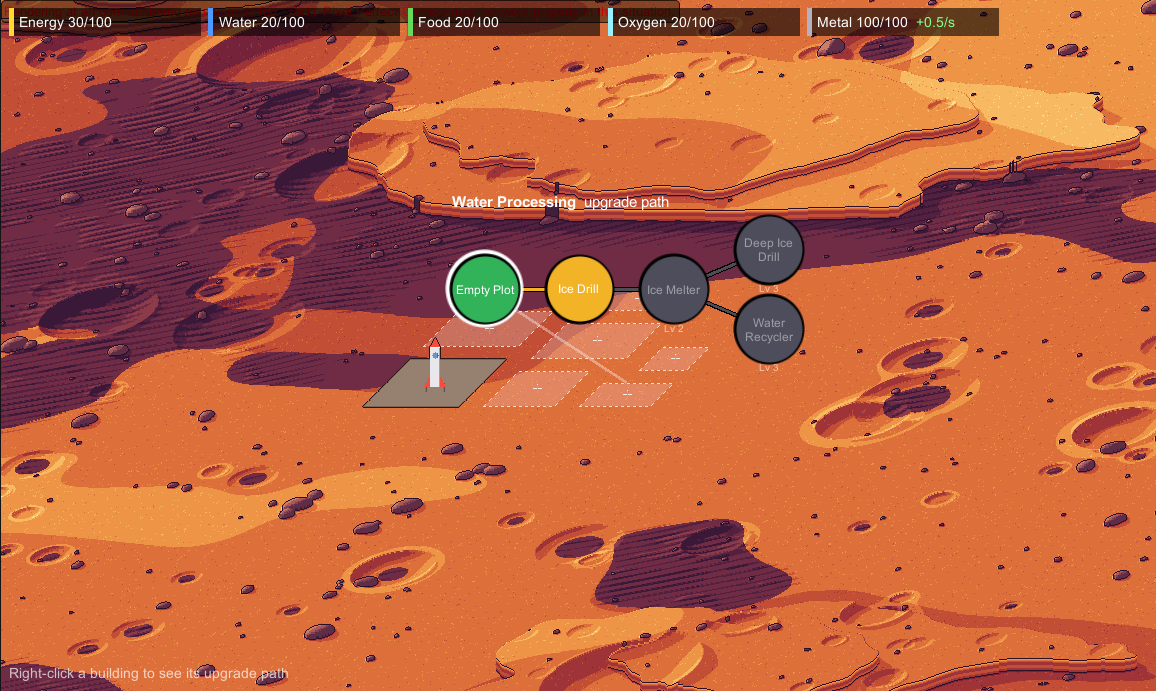 Energy 30/100
Water 20/100
Food 20/100
Oxygen 20/100
Metal 100/100 +0.5/s
Water Processing upgrade path
Deep Ice
Drill
Lv 3
Empty Plot
Ice Drill
Ice Melter
Lv 2
Water
Recycler
Lv 3
Right-click a building to see its upgrade path